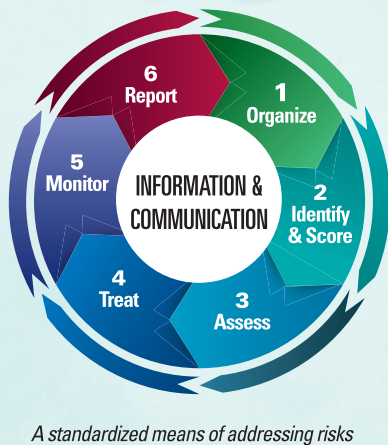 1
Organize
2
Identify
& Score
3
Assess
4
Treat
5
Monitor
6
Report
INFORMATION &
COMMUNICATION
A standardized means of addressing risks